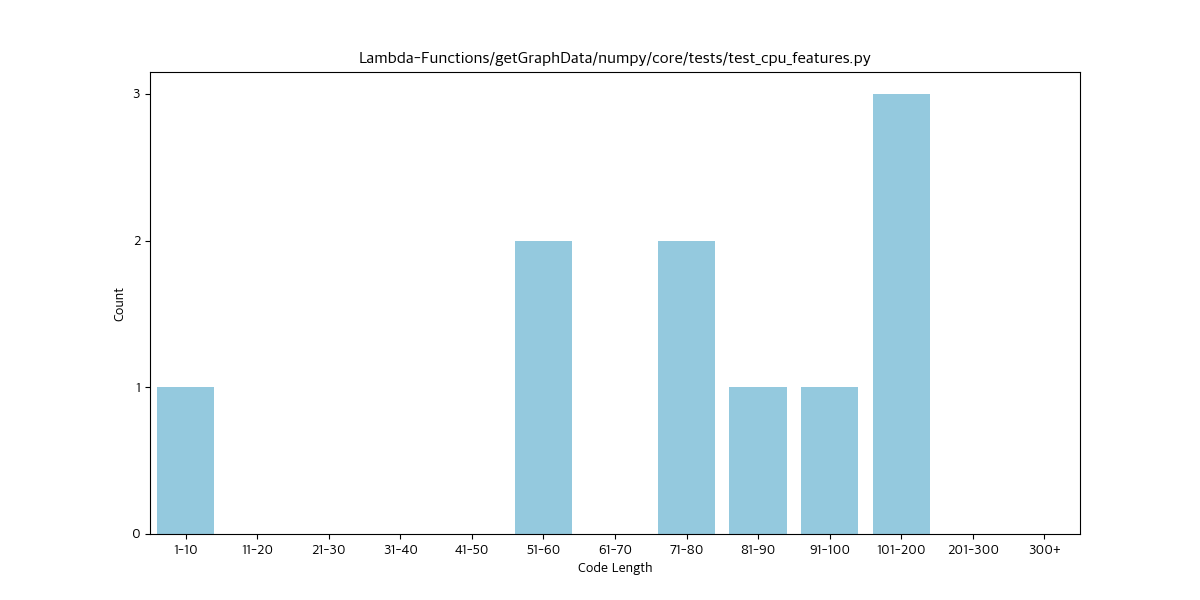 Lambda-Functions/getGraphData/numpy/core/tests/test_cpu_features.py
3
2
1
0
Count
1-10 11-20 21-30 31-40 41-50 51-60 61-70 71-80 81-90 91-100 101-200 201-300 300+
Code Length